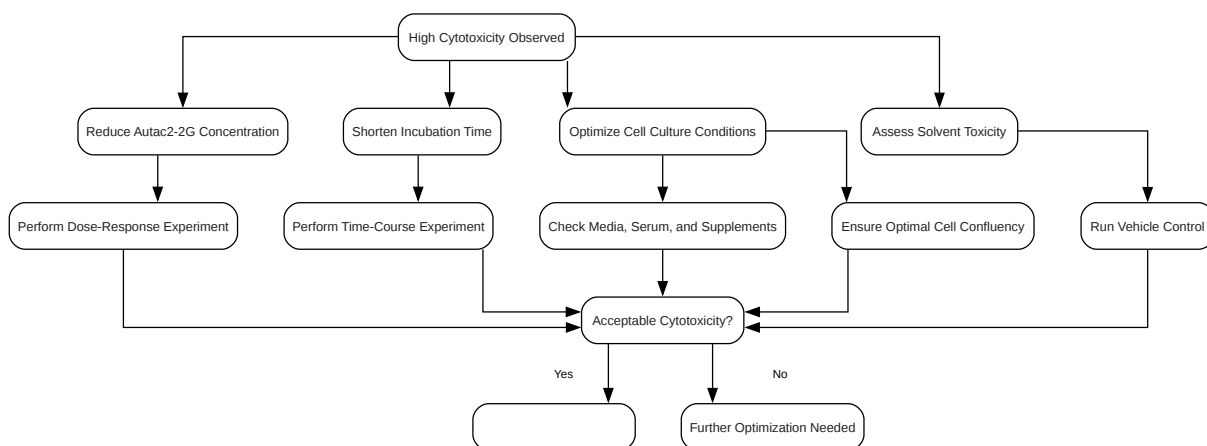 High Cytotoxicity Observed
Reduce Autac2-2G Concentration
Shorten Incubation Time
Optimize Cell Culture Conditions
Assess Solvent Toxicity
Perform Dose-Response Experiment
Perform Time-Course Experiment
Check Media, Serum, and Supplements
Ensure Optimal Cell Confluency
Run Vehicle Control
Acceptable Cytotoxicity?
Yes
No
Further Optimization Needed